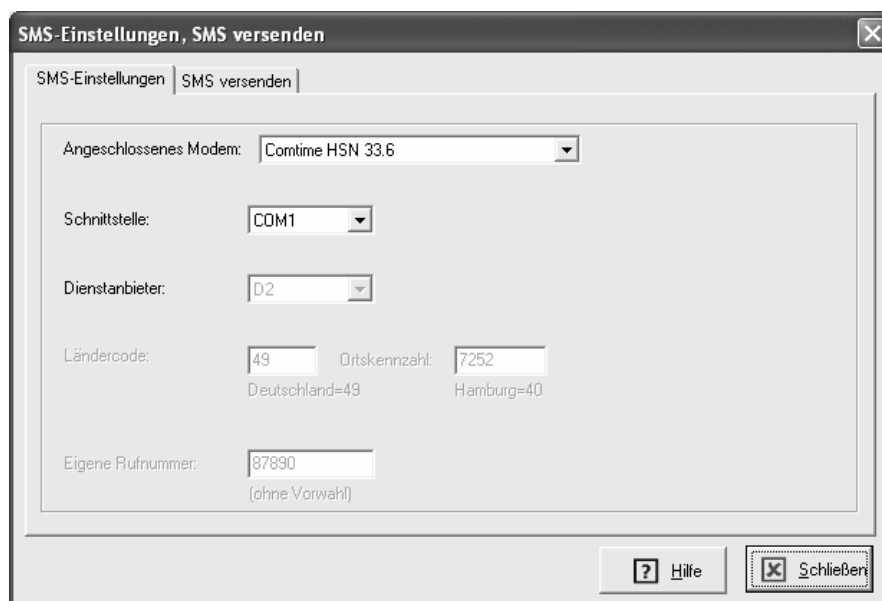 SMS-Einstellungen, SMS versenden
SMS-Einstellungen SMS versenden
Angeschlossenes Modem: Comtime HSN 33.6
Schnittstelle: COM1
Dienstanbieter: D2
Ländercode: 49 Ortskennzahl: 7252
Deutschland=49 Hamburg=40
Eigene Rufnummer: 87890
(ohne Vorwahl)
? Hilfe Schließen